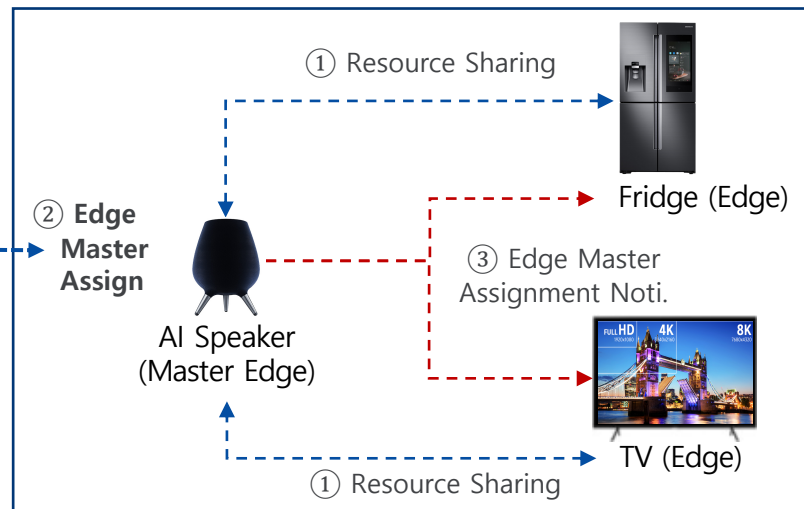 ① Resource Sharing
Fridge (Edge)
② Edge
Master
Assign
③ Edge Master
Assignment Noti.
AI Speaker
(Master Edge)
FULL HD
4K
8K
TV (Edge)
① Resource Sharing